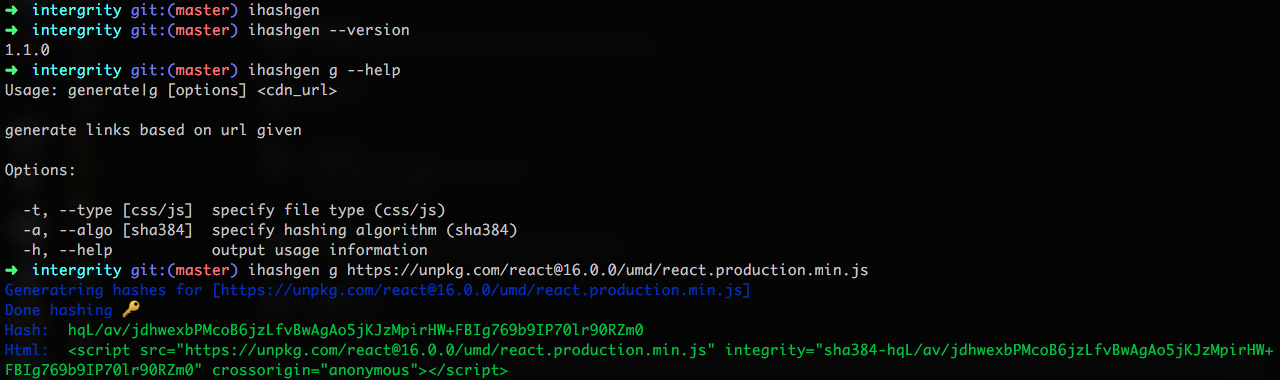 ➜  intergrity git:(master) ihashgen
➜  intergrity git:(master) ihashgen --version
1.1.0
➜  intergrity git:(master) ihashgen g --help
Usage: generate|g [options] <cdn_url>

generate links based on url given

Options:

  -t, --type [css/js]  specify file type (css/js)
  -a, --algo [sha384]  specify hashing algorithm (sha384)
  -h, --help           output usage information
➜  intergrity git:(master) ihashgen g https://unpkg.com/react@16.0.0/umd/react.production.min.js
Generatring hashes for [https://unpkg.com/react@16.0.0/umd/react.production.min.js]
Done hashing 🔑
Hash:  hqL/av/jdhwexbPMcoB6jzLfvBwAgAo5jKJzMpirHW+FBIg769b9IP70lr90RZm0
Html:  <script src="https://unpkg.com/react@16.0.0/umd/react.production.min.js" integrity="sha384-hqL/av/jdhwexbPMcoB6jzLfvBwAgAo5jKJzMpirHW+
FBIg769b9IP70lr90RZm0" crossorigin="anonymous"></script>